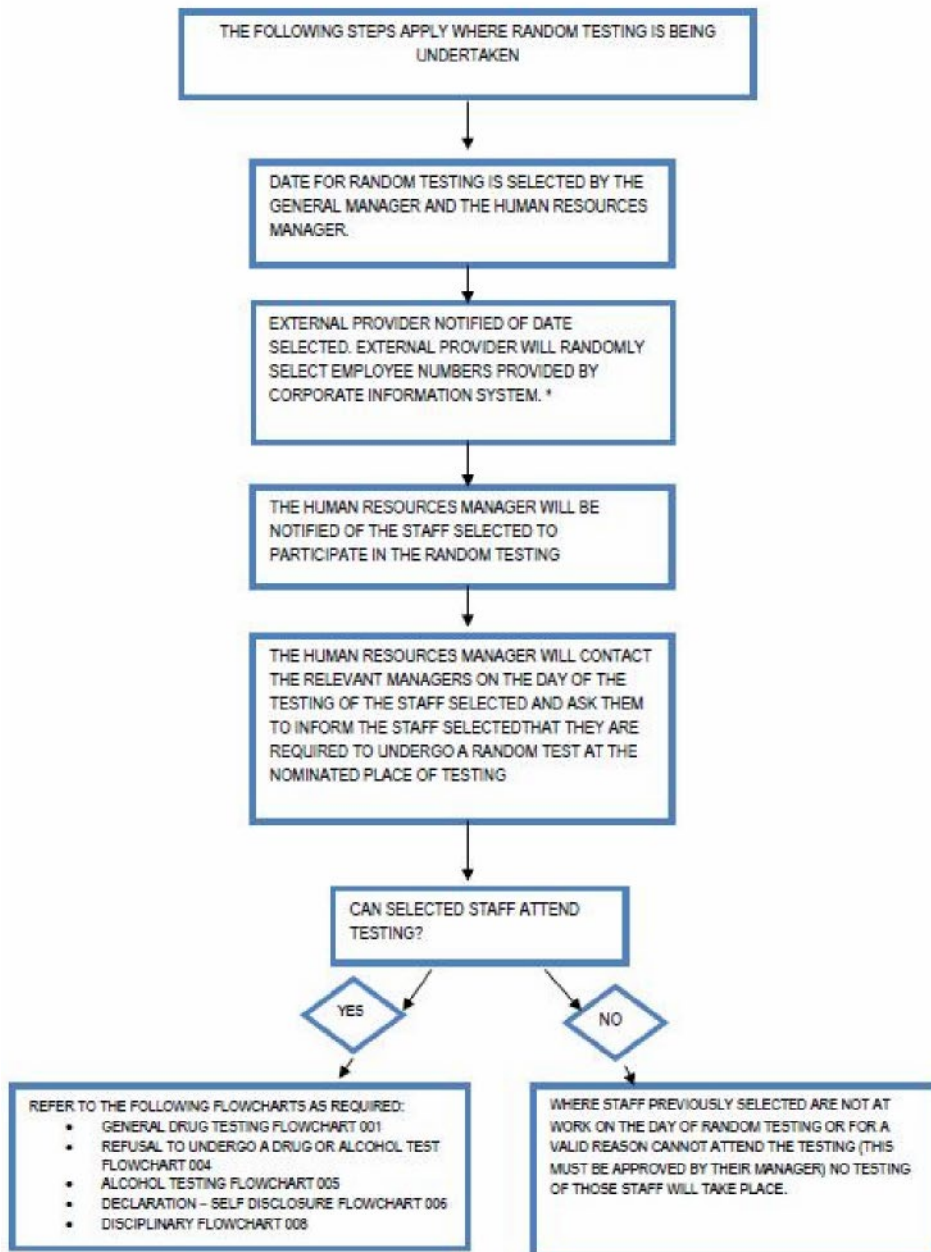 THE FOLLOWING STEPS APPLY WHERE RANDOM TESTING IS BEING
UNDERTAKEN
DATE FOR RANDOM TESTING IS SELECTED BY THE
GENERAL MANAGER AND THE HUMAN RESOURCES
MANAGER.
EXTERNAL PROVIDER NOTIFIED OF DATE
SELECTED. EXTERNAL PROVIDER WILL RANDOMLY
SELECT EMPLOYEE NUMBERS PROVIDED BY
CORPORATE INFORMATION SYSTEM. *
THE HUMAN RESOURCES MANAGER WILL BE
NOTIFIED OF THE STAFF SELECTED TO
PARTICIPATE IN THE RANDOM TESTING
THE HUMAN RESOURCES MANAGER WILL CONTACT
THE RELEVANT MANAGERS ON THE DAY OF THE
TESTING OF THE STAFF SELECTED AND ASK THEM
TO INFORM THE STAFF SELECTEDTHAT THEY ARE
REQUIRED TO UNDERGO A RANDOM TEST AT THE
NOMINATED PLACE OF TESTING
CAN SELECTED STAFF ATTEND
TESTING?
YES
NO
REFER TO THE FOLLOWING FLOWCHARTS AS REQUIRED:
• GENERAL DRUG TESTING FLOWCHART 001
• REFUSAL TO UNDERGO A DRUG OR ALCOHOL TEST
FLOWCHART 004
• ALCOHOL TESTING FLOWCHART 005
• DECLARATION – SELF DISCLOSURE FLOWCHART 006
• DISCIPLINARY FLOWCHART 008
WHERE STAFF PREVIOUSLY SELECTED ARE NOT AT
WORK ON THE DAY OF RANDOM TESTING OR FOR A
VALID REASON CANNOT ATTEND THE TESTING (THIS
MUST BE APPROVED BY THEIR MANAGER) NO TESTING
OF THOSE STAFF WILL TAKE PLACE.